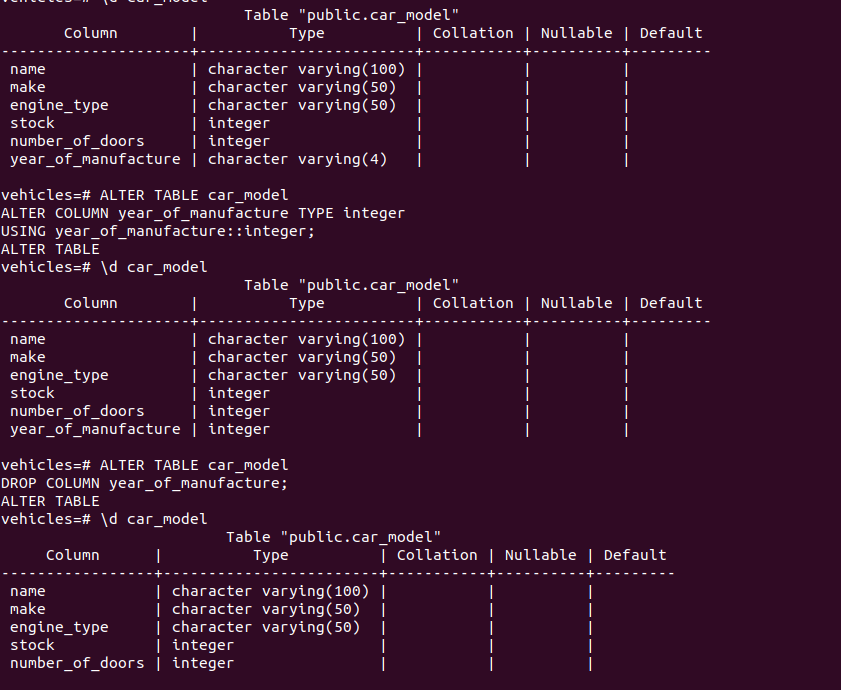 vehicles=# \d car_model
                           Table "public.car_model"
       Column        |          Type          | Collation | Nullable | Default
---------------------+------------------------+-----------+----------+---------
 name                | character varying(100) |           |          |
 make                | character varying(50)  |           |          |
 engine_type         | character varying(50)  |           |          |
 stock               | integer                |           |          |
 number_of_doors     | integer                |           |          |
 year_of_manufacture | character varying(4)   |           |          |

vehicles=# ALTER TABLE car_model
ALTER COLUMN year_of_manufacture TYPE integer
USING year_of_manufacture::integer;
ALTER TABLE
vehicles=# \d car_model
                           Table "public.car_model"
       Column        |          Type          | Collation | Nullable | Default
---------------------+------------------------+-----------+----------+---------
 name                | character varying(100) |           |          |
 make                | character varying(50)  |           |          |
 engine_type         | character varying(50)  |           |          |
 stock               | integer                |           |          |
 number_of_doors     | integer                |           |          |
 year_of_manufacture | integer                |           |          |

vehicles=# ALTER TABLE car_model
DROP COLUMN year_of_manufacture;
ALTER TABLE
vehicles=# \d car_model
                         Table "public.car_model"
     Column      |          Type          | Collation | Nullable | Default
-----------------+------------------------+-----------+----------+---------
 name            | character varying(100) |           |          |
 make            | character varying(50)  |           |          |
 engine_type     | character varying(50)  |           |          |
 stock           | integer                |           |          |
 number_of_doors | integer                |           |          |